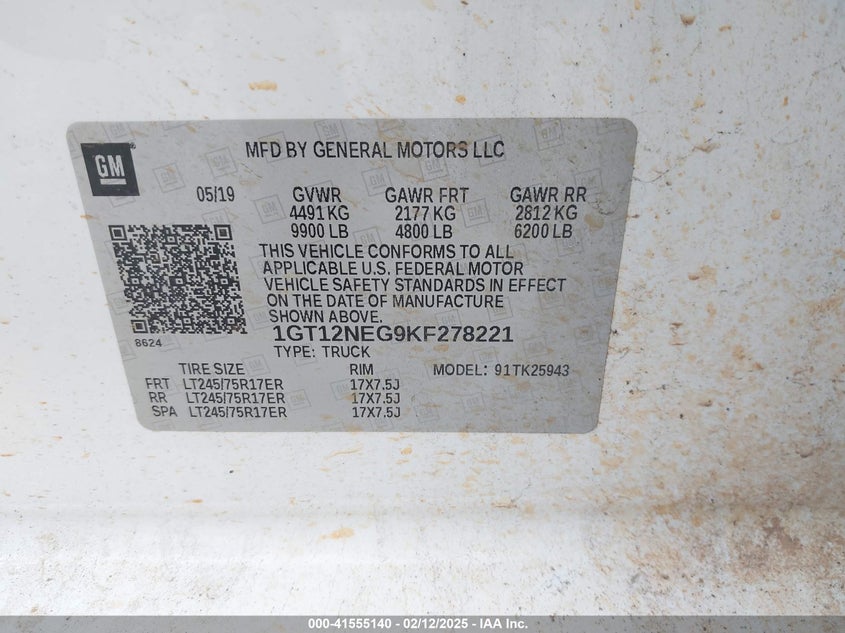 GM
MFD BY GENERAL MOTORS LLC
05/19 GVWR GAWR FRT GAWR RR
4491 KG 2177 KG 2812 KG
9900 LB 4800 LB 6200 LB
THIS VEHICLE CONFORMS TO ALL
APPLICABLE U.S. FEDERAL MOTOR
VEHICLE SAFETY STANDARDS IN EFFECT
ON THE DATE OF MANUFACTURE
SHOWN ABOVE.
8624
1GT12NEG9KF278221
TYPE: TRUCK
TIRE SIZE RIM MODEL: 91TK25943
FRT LT245/75R17ER 17X7.5J
RR LT245/75R17ER 17X7.5J
SPA LT245/75R17ER 17X7.5J
000-41555140 - 02/12/2025 - IAA Inc.